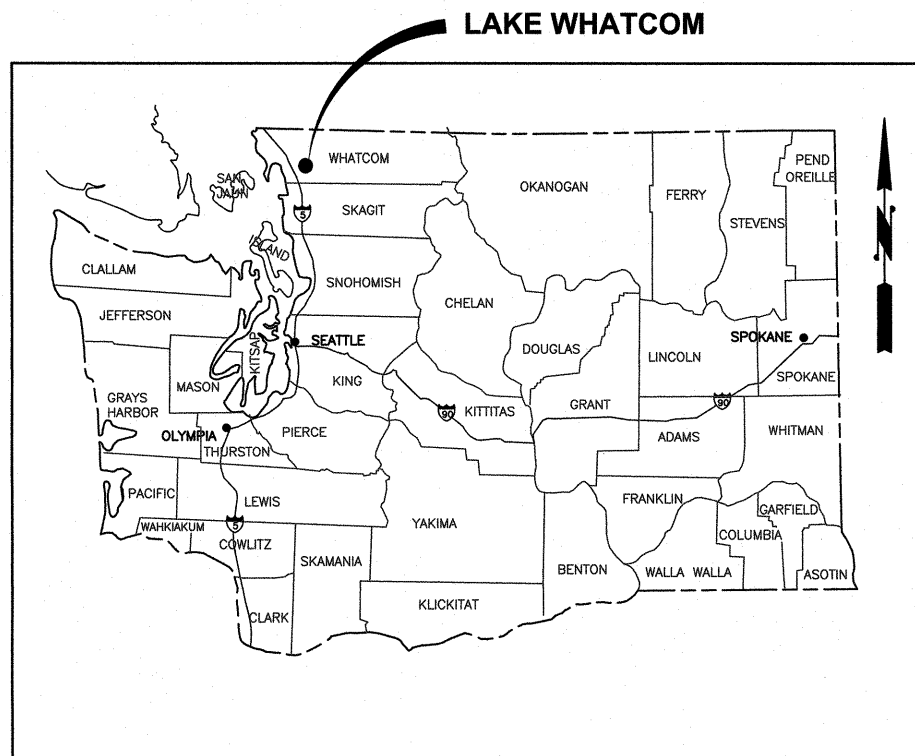 LAKE WHATCOM
WHATCOM
SAN
JAUN
SKAGIT
5
ISLAND
OKANOGAN
FERRY
STEVENS
PEND
OREILLE
N
CLALLAM
JEFFERSON
SNOHOMISH
CHELAN
KITSAP
SEATTLE
DOUGLAS
LINCOLN
SPOKANE
SPOKANE
MASON
KING
GRAYS
HARBOR
90
KITTITAS
GRANT
90
OLYMPIA
THURSTON
PIERCE
ADAMS
WHITMAN
PACIFIC
LEWIS
YAKIMA
FRANKLIN
GARFIELD
WAHKIAKUM
5
COWLITZ
SKAMANIA
COLUMBIA
BENTON
WALLA WALLA
ASOTIN
KLICKITAT
CLARK